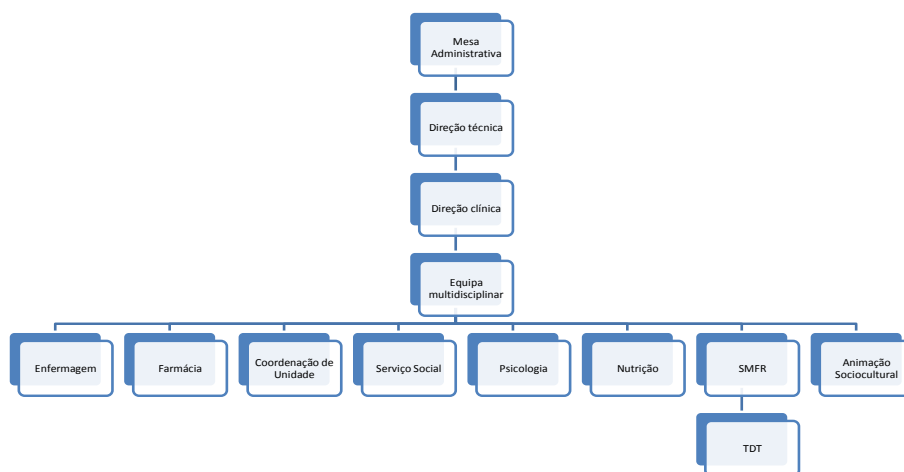 Mesa
Administrativa
Direção técnica
Direção clínica
Equipa
multidisciplinar
Enfermagem
Farmácia
Coordenação de
Unidade
Serviço Social
Psicologia
Nutrição
SMFR
Animação
Sociocultural
TDT